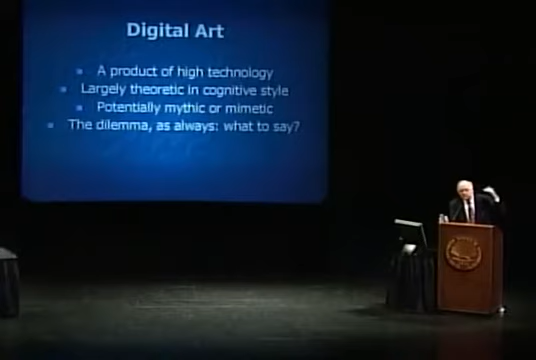 Digital Art
A product of high technology
Largely theoretic in cognitive style
Potentially mythic or mimetic
The dilemma, as always: what to say?